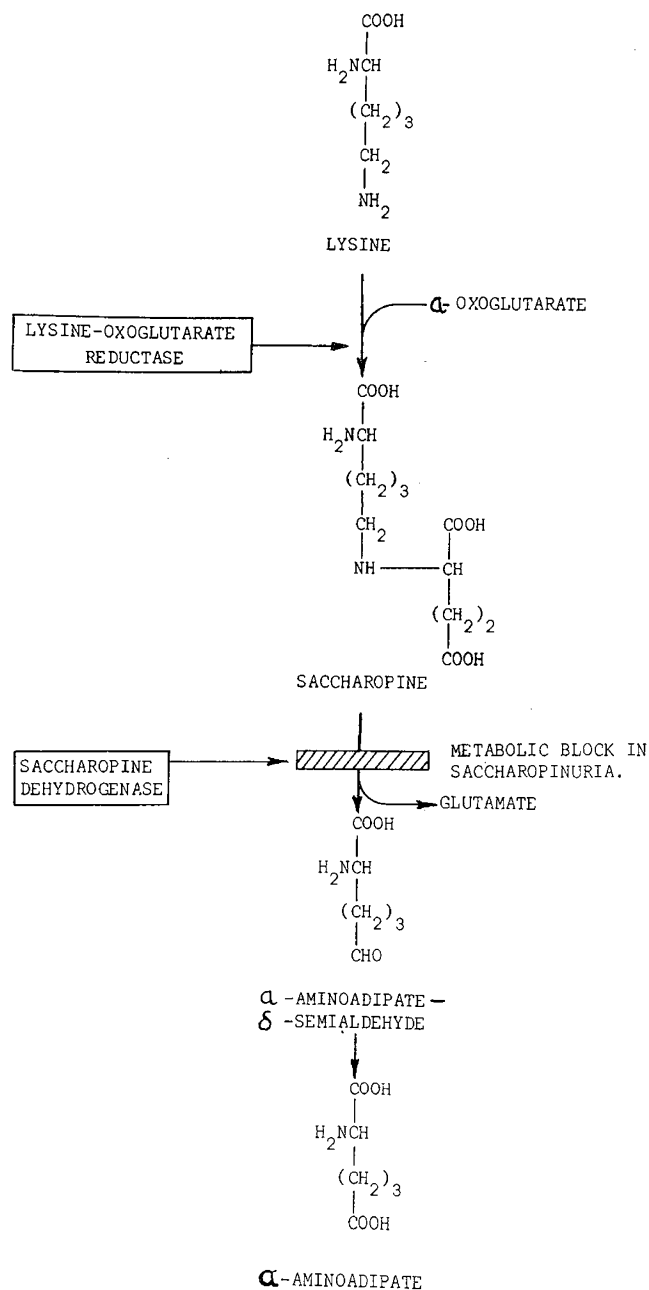 COOH
H₂NCH
(CH₂)₃
CH₂
NH₂
LYSINE
α- OXOGLUTARATE
LYSINE-OXOGLUTARATE
REDUCTASE
COOH
H₂NCH
(CH₂)₃
CH₂
COOH
NH
CH
(CH₂)₂
COOH
SACCHAROPINE
METABOLIC BLOCK IN
SACCHAROPINURIA.
SACCHAROPINE
DEHYDROGENASE
GLUTAMATE
COOH
H₂NCH
(CH₂)₃
CHO
α -AMINOADIPATE-
δ -SEMIALDEHYDE
COOH
H₂NCH
(CH₂)₃
COOH
α-AMINOADIPATE